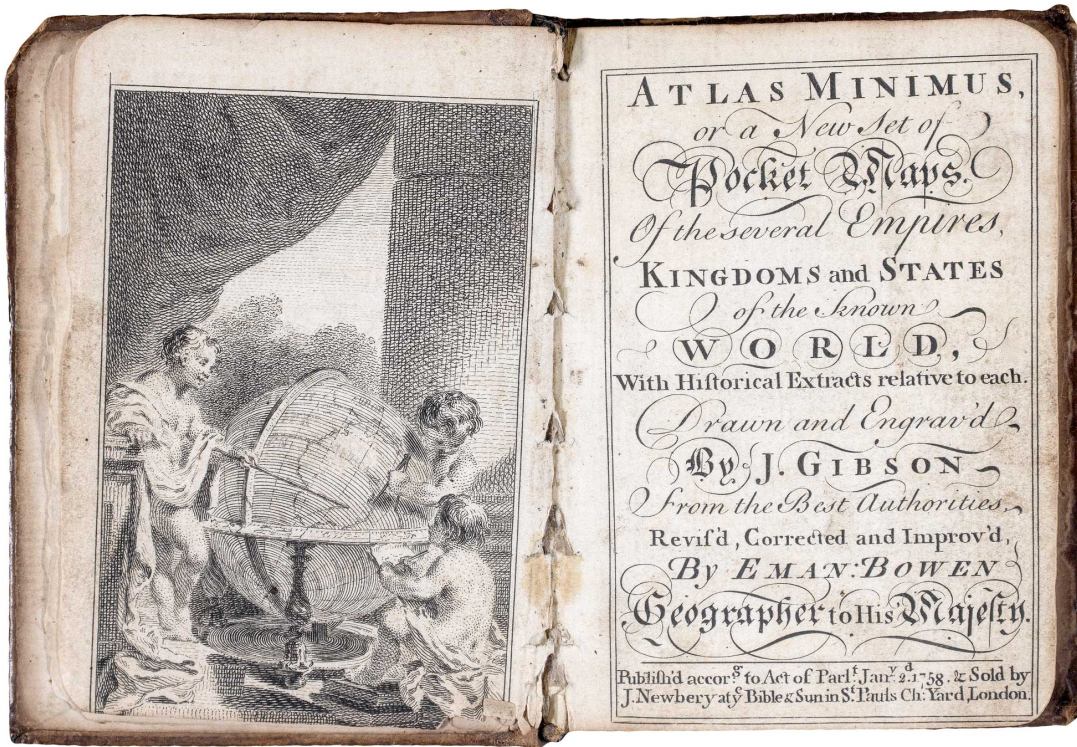 ATLAS MINIMUS,
or a New Set of
Pocket Maps.
Of the several Empires,
KINGDOMS and STATES
of the known
WORLD,
With Hiſtorical Extracts relative to each.
Drawn and Engrav'd
By J. GIBSON
From the Best Authorities,
Reviſ'd, Corrected and Improv'd,
By EMAN: BOWEN
Geographer to His Majeſty.
Publiſh'd accorᵍ. to Act of Parlᵗ. Janʸ. 2ᵈ. 1758. & Sold by
J. Newbery at yᵉ Bible & Sun in Sᵗ. Pauls Ch: Yard, London.